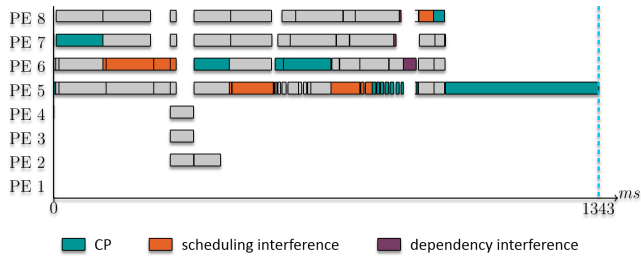 PE 8
PE 7
PE 6
PE 5
PE 4
PE 3
PE 2
PE 1
0
1343
ms
CP
scheduling interference
dependency interference